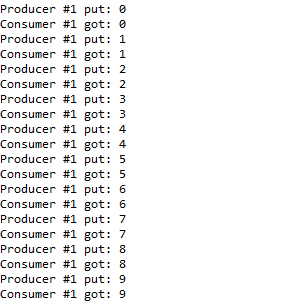 Producer #1 put: 0
Consumer #1 got: 0
Producer #1 put: 1
Consumer #1 got: 1
Producer #1 put: 2
Consumer #1 got: 2
Producer #1 put: 3
Consumer #1 got: 3
Producer #1 put: 4
Consumer #1 got: 4
Producer #1 put: 5
Consumer #1 got: 5
Producer #1 put: 6
Consumer #1 got: 6
Producer #1 put: 7
Consumer #1 got: 7
Producer #1 put: 8
Consumer #1 got: 8
Producer #1 put: 9
Consumer #1 got: 9